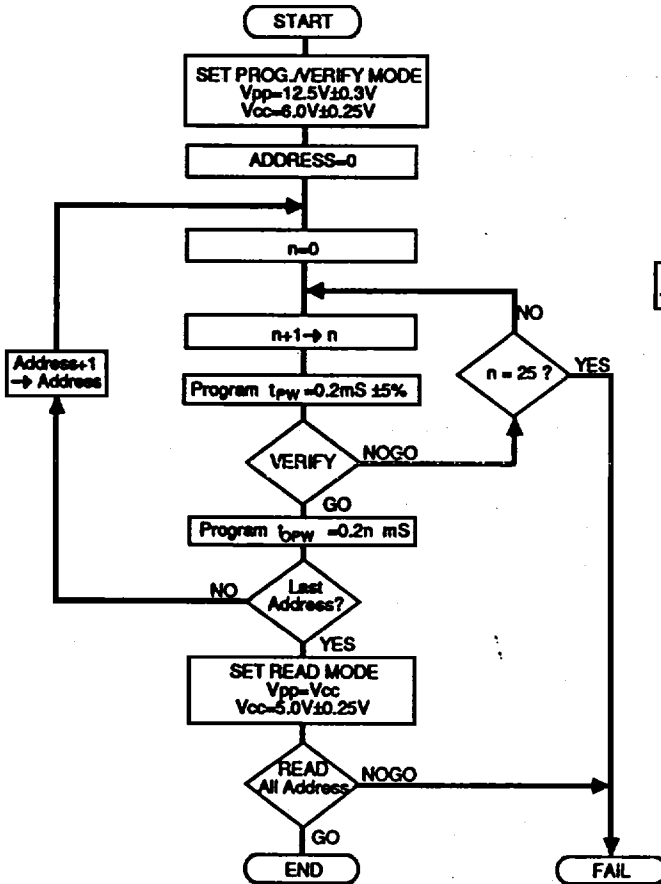 START
SET PROG./VERIFY MODE
Vpp=12.5V±0.3V
Vcc=6.0V±0.25V
ADDRESS=0
n=0
NO
n+1→ n
Address+1
→ Address
n = 25 ?
YES
Program tPW=0.2mS ±5%
VERIFY
NOGO
GO
Program tOPW =0.2n mS
NO
Last
Address?
YES
SET READ MODE
Vpp=Vcc
Vcc=5.0V±0.25V
READ
All Address
NOGO
GO
END
FAIL